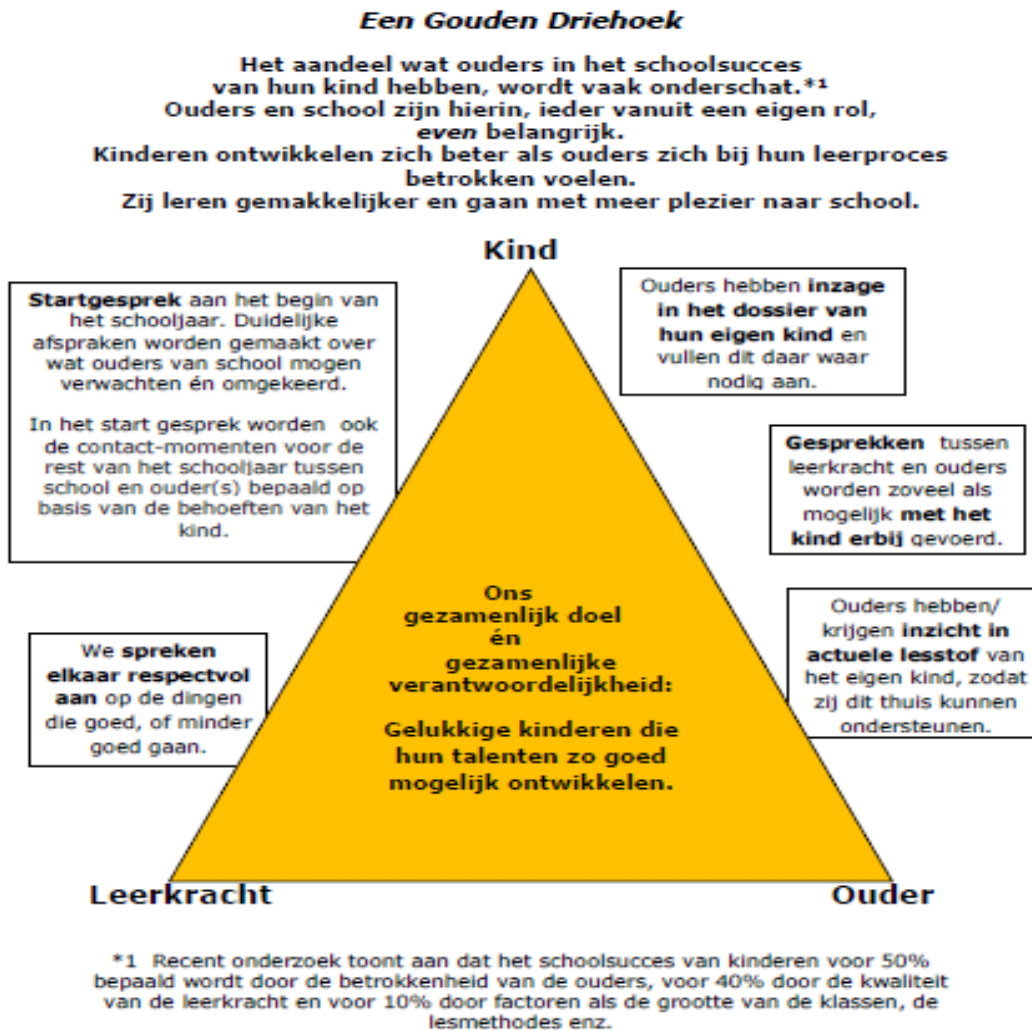 Een Gouden Driehoek
Het aandeel wat ouders in het schoolsucces
van hun kind hebben, wordt vaak onderschat.*1
Ouders en school zijn hierin, ieder vanuit een eigen rol,
even belangrijk.
Kinderen ontwikkelen zich beter als ouders zich bij hun leerproces
betrokken voelen.
Zij leren gemakkelijker en gaan met meer plezier naar school.
Kind
Startgesprek aan het begin van
het schooljaar. Duidelijke
afspraken worden gemaakt over
wat ouders van school mogen
verwachten én omgekeerd.
In het start gesprek worden ook
de contact-momenten voor de
rest van het schooljaar tussen
school en ouder(s) bepaald op
basis van de behoeften van het
kind.
Ouders hebben inzage
in het dossier van
hun eigen kind en
vullen dit daar waar
nodig aan.
Gesprekken tussen
leerkracht en ouders
worden zoveel als
mogelijk met het
kind erbij gevoerd.
We spreken
elkaar respectvol
aan op de dingen
die goed, of minder
goed gaan.
Ons
gezamenlijk doel
én
gezamenlijke
verantwoordelijkheid:
Gelukkige kinderen die
hun talenten zo goed
mogelijk ontwikkelen.
Ouders hebben/
krijgen inzicht in
actuele lesstof van
het eigen kind, zodat
zij dit thuis kunnen
ondersteunen.
Leerkracht
Ouder
*1 Recent onderzoek toont aan dat het schoolsucces van kinderen voor 50%
bepaald wordt door de betrokkenheid van de ouders, voor 40% door de kwaliteit
van de leerkracht en voor 10% door factoren als de grootte van de klassen, de
lesmethodes enz.